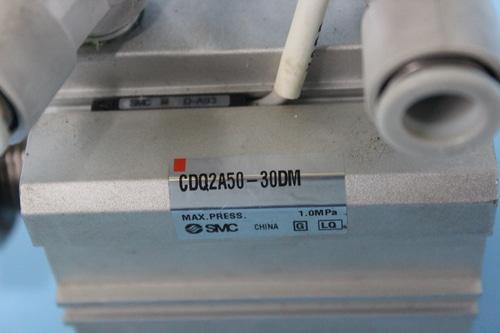 SMC D-A93
CDQ2A50-30DM
MAX.PRESS. 1.0MPa
SMC CHINA G LQ